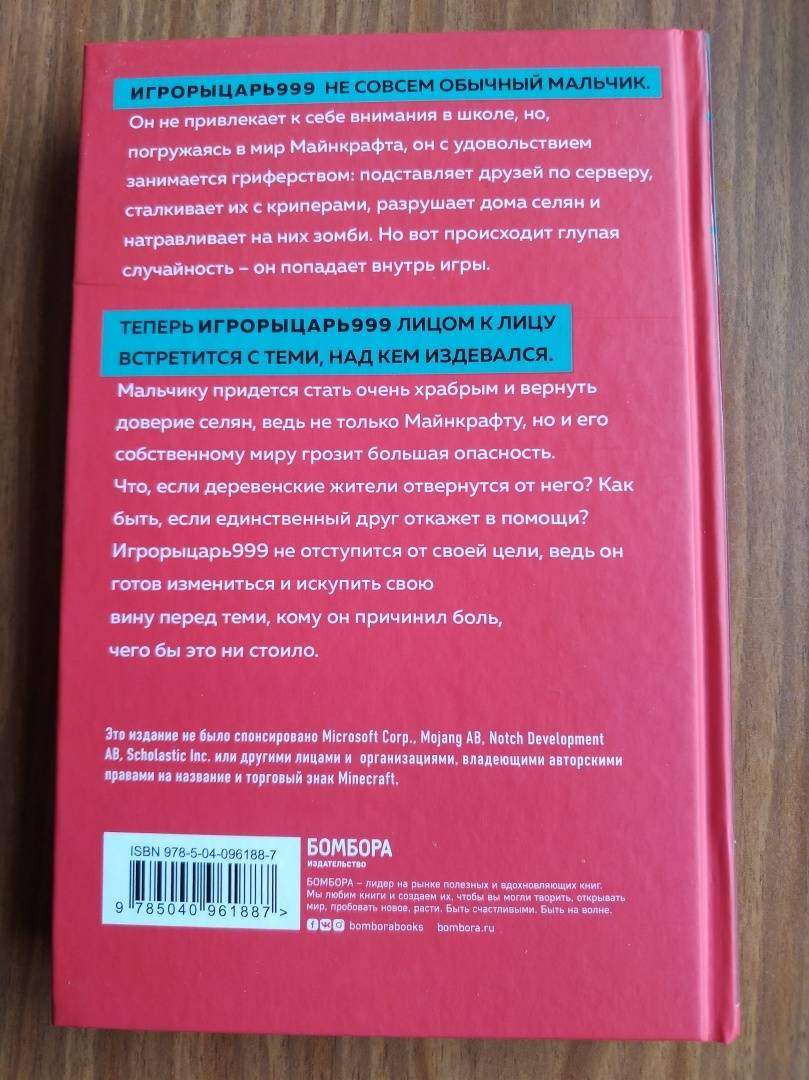 ИГРОРЫЦАРЬ999 НЕ СОВСЕМ ОБЫЧНЫЙ МАЛЬЧИК.
Он не привлекает к себе внимания в школе, но,
погружаясь в мир Майнкрафта, он с удовольствием
занимается гриферством: подставляет друзей по серверу,
сталкивает их с криперами, разрушает дома селян и
натравливает на них зомби. Но вот происходит глупая
случайность – он попадает внутрь игры.
ТЕПЕРЬ ИГРОРЫЦАРЬ999 ЛИЦОМ К ЛИЦУ
ВСТРЕТИТСЯ С ТЕМИ, НАД КЕМ ИЗДЕВАЛСЯ.
Мальчику придется стать очень храбрым и вернуть
доверие селян, ведь не только Майнкрафту, но и его
собственному миру грозит большая опасность.
Что, если деревенские жители отвернутся от него? Как
быть, если единственный друг откажет в помощи?
Игрорыцарь999 не отступится от своей цели, ведь он
готов измениться и искупить свою
вину перед теми, кому он причинил боль,
чего бы это ни стоило.
Это издание не было спонсировано Microsoft Corp., Mojang AB, Notch Development
AB, Scholastic Inc. или другими лицами и организациями, владеющими авторскими
правами на название и торговый знак Minecraft.
ISBN 978-5-04-096188-7
9 785040 961887 >
БОМБОРА
ИЗДАТЕЛЬСТВО
БОМБОРА – лидер на рынке полезных и вдохновляющих книг.
Мы любим книги и создаем их, чтобы вы могли творить, открывать
мир, пробовать новое, расти. Быть счастливыми. Быть на волне.
bomborabooks bombora.ru